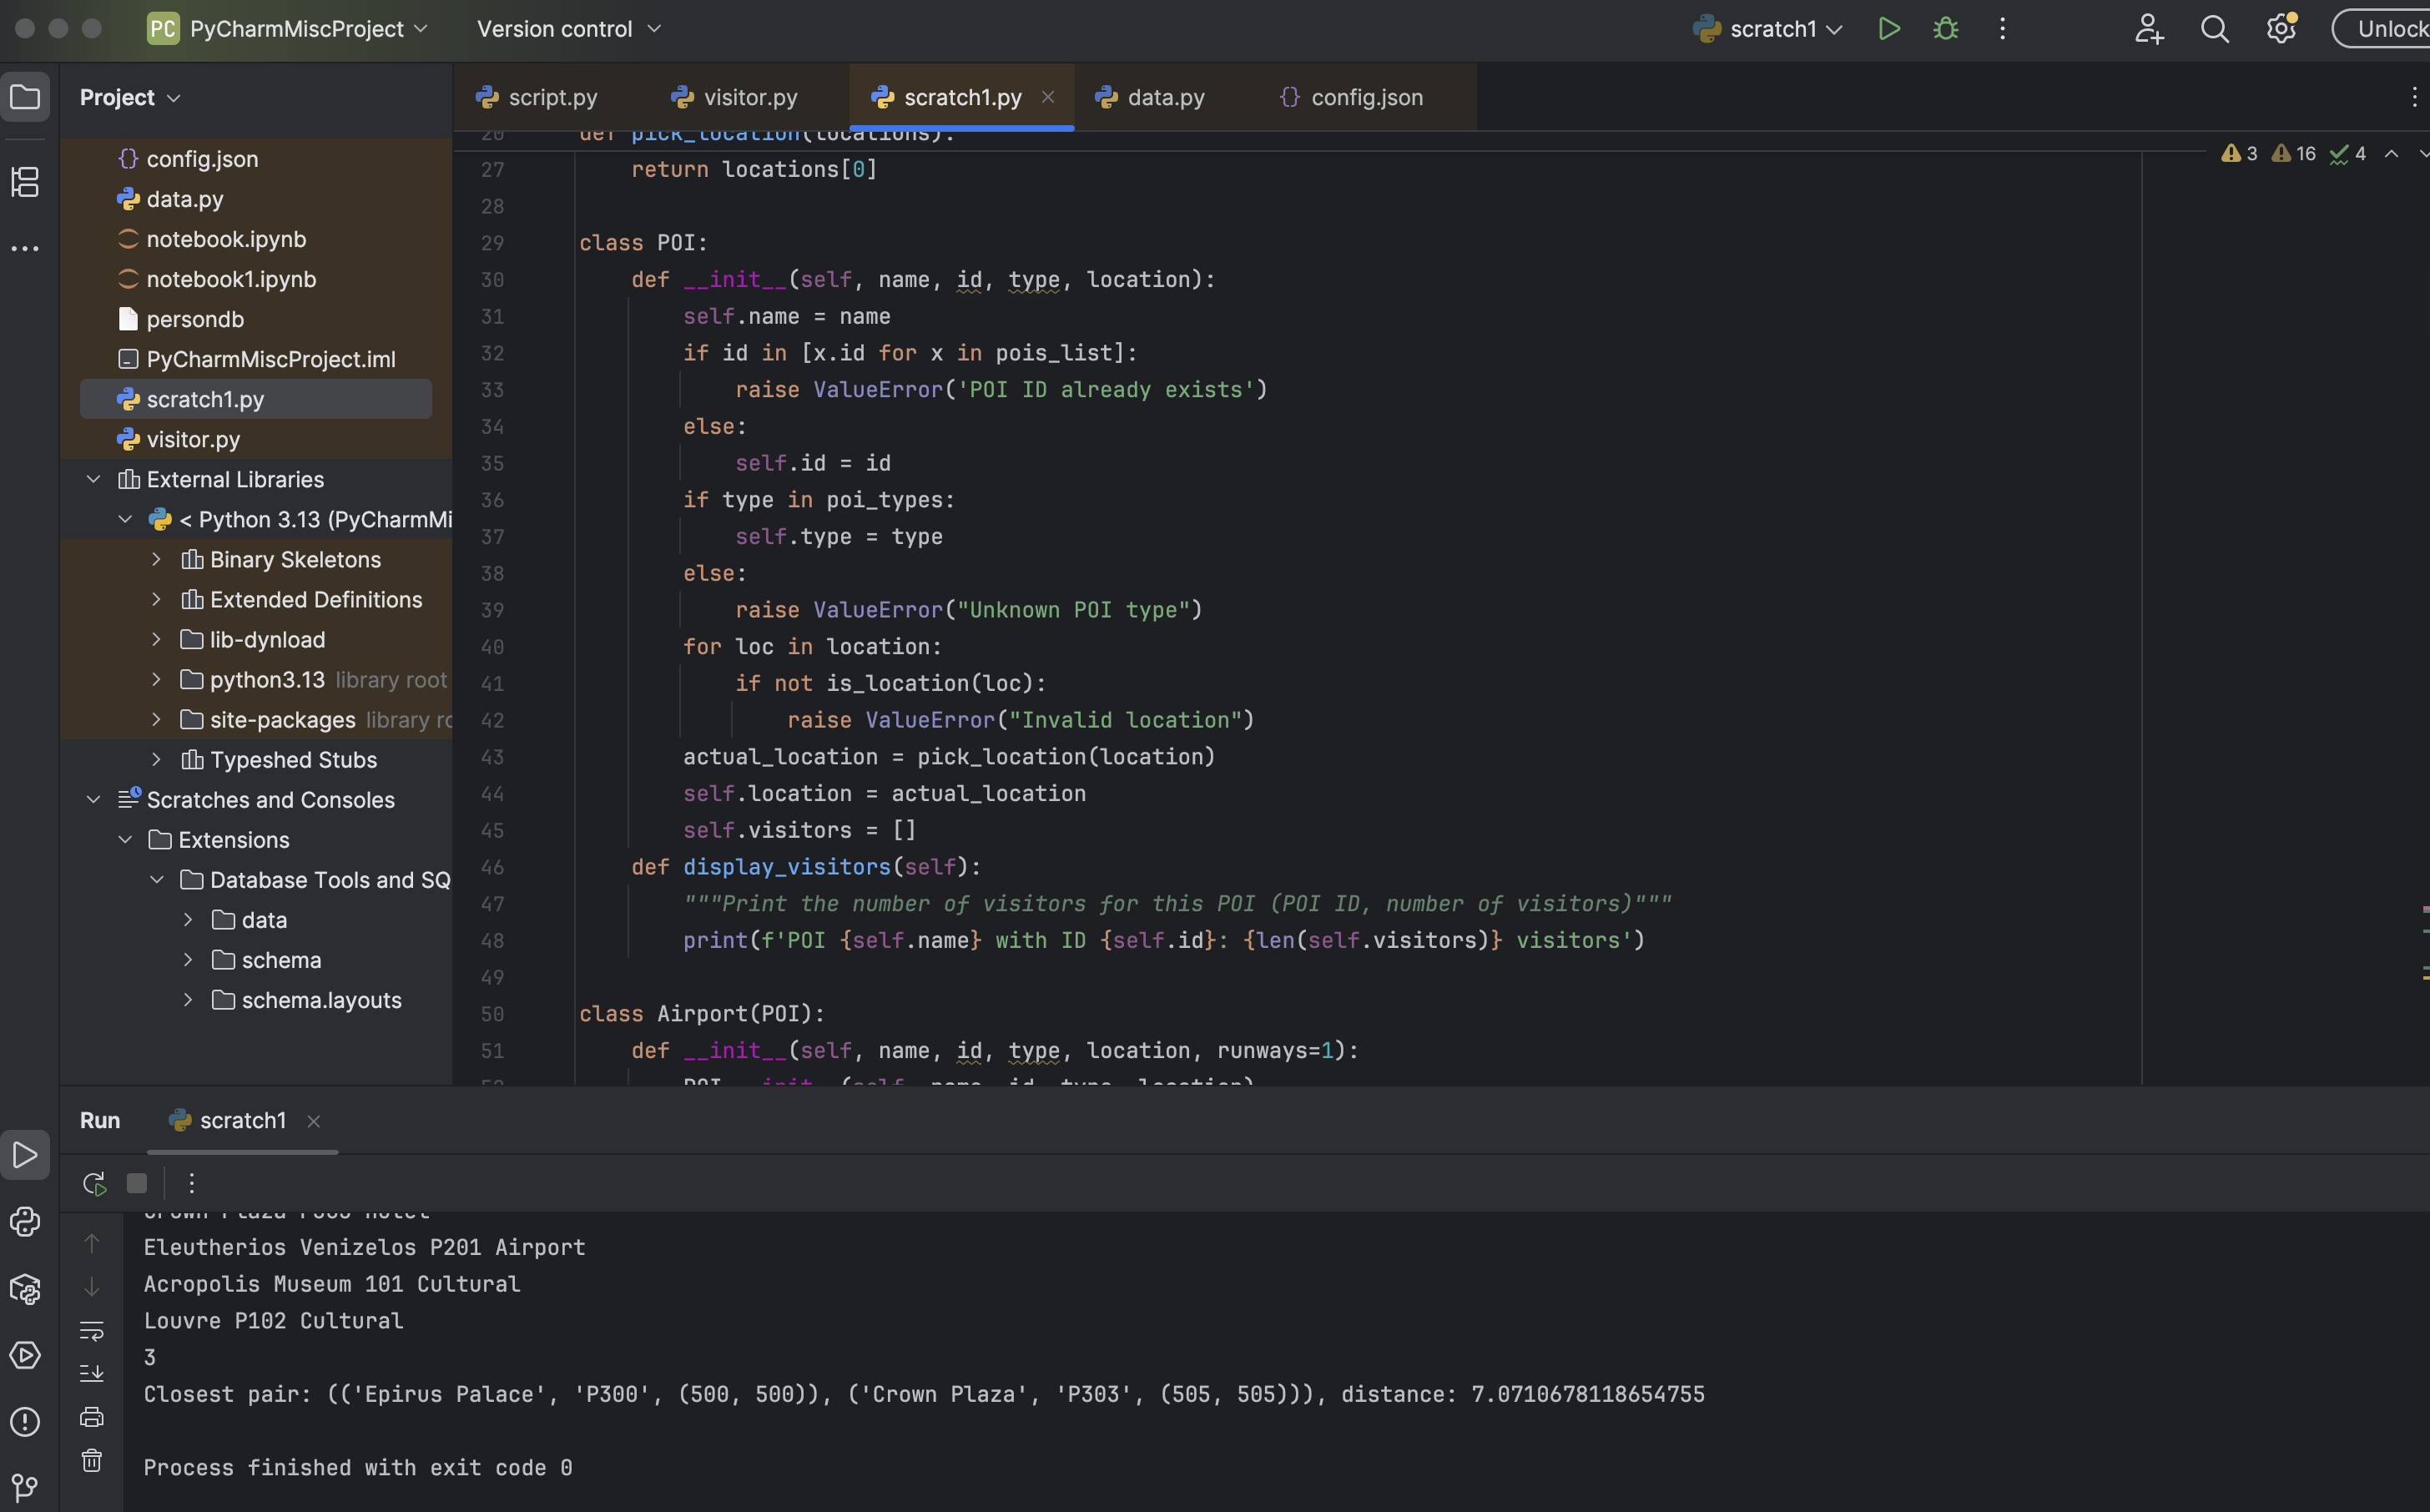 PC PyCharmMiscProject Version control scratch1 Unlock
Project
script.py visitor.py scratch1.py data.py config.json
config.json
data.py
notebook.ipynb
notebook1.ipynb
persondb
PyCharmMiscProject.iml
scratch1.py
visitor.py
External Libraries
< Python 3.13 (PyCharmMi
Binary Skeletons
Extended Definitions
lib-dynload
python3.13 library root
site-packages library ro
Typeshed Stubs
Scratches and Consoles
Extensions
Database Tools and SQ
data
schema
schema.layouts
3 16 4
20 def pick_location(locations):
27 return locations[0]
28
29 class POI:
30 def __init__(self, name, id, type, location):
31 self.name = name
32 if id in [x.id for x in pois_list]:
33 raise ValueError('POI ID already exists')
34 else:
35 self.id = id
36 if type in poi_types:
37 self.type = type
38 else:
39 raise ValueError("Unknown POI type")
40 for loc in location:
41 if not is_location(loc):
42 raise ValueError("Invalid location")
43 actual_location = pick_location(location)
44 self.location = actual_location
45 self.visitors = []
46 def display_visitors(self):
47 """Print the number of visitors for this POI (POI ID, number of visitors)"""
48 print(f'POI {self.name} with ID {self.id}: {len(self.visitors)} visitors')
49
50 class Airport(POI):
51 def __init__(self, name, id, type, location, runways=1):
52 POI.__init__(self, name, id, type, location)
Run scratch1
Eleutherios Venizelos P201 Airport
Acropolis Museum 101 Cultural
Louvre P102 Cultural
3
Closest pair: (('Epirus Palace', 'P300', (500, 500)), ('Crown Plaza', 'P303', (505, 505))), distance: 7.0710678118654755
Process finished with exit code 0